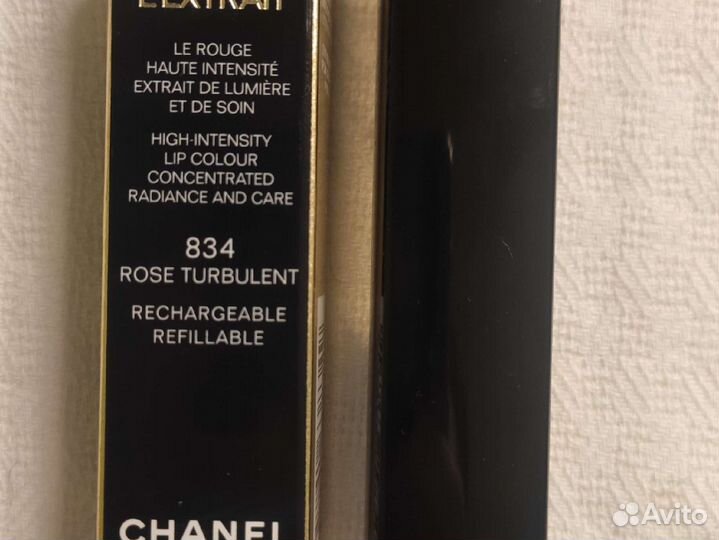 L'EXTRAIT
LE ROUGE
HAUTE INTENSITÉ
EXTRAIT DE LUMIÈRE
ET DE SOIN
HIGH-INTENSITY
LIP COLOUR
CONCENTRATED
RADIANCE AND CARE
834
ROSE TURBULENT
RECHARGEABLE
REFILLABLE
CHANEL
Avito